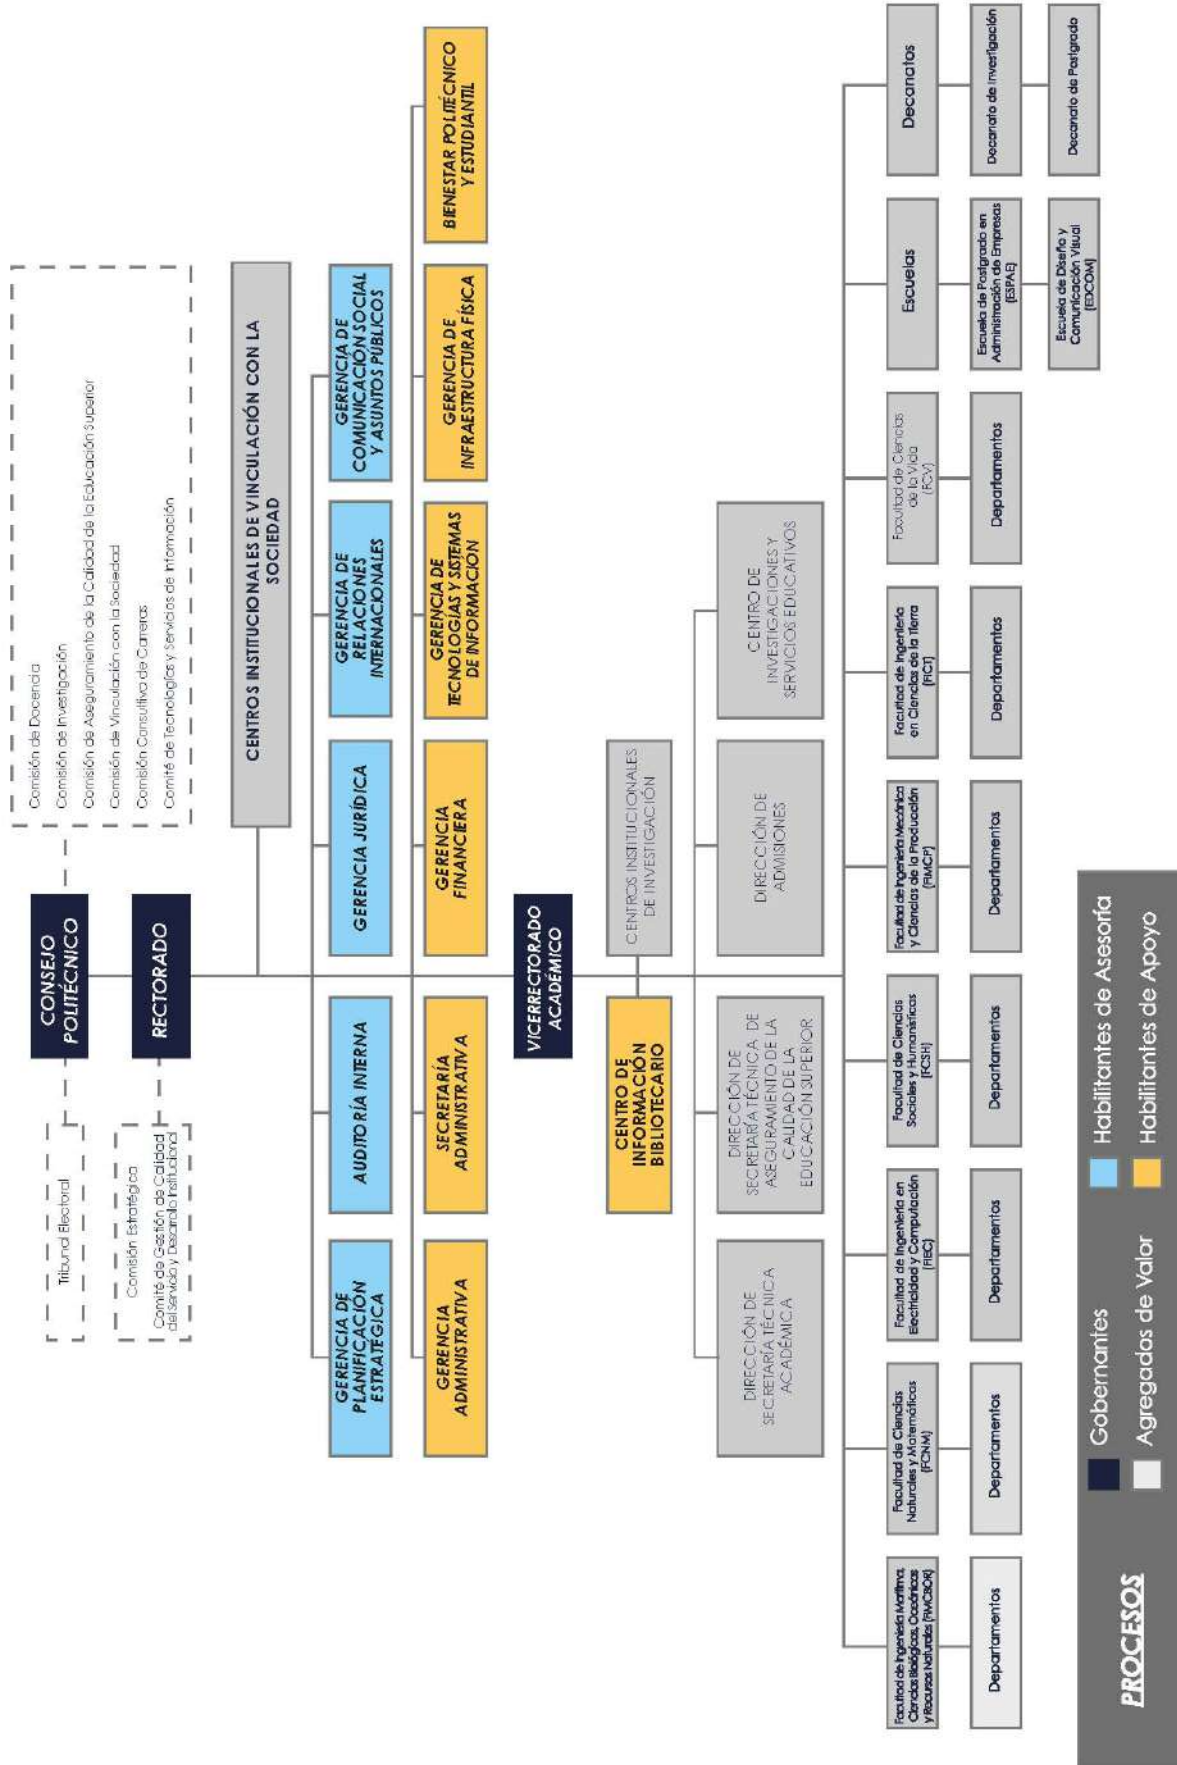 CONSEJO
POLITÉCNICO
RECTORADO
Tribunal Electoral
Comisión Estratégica
Comité de Gestión de Calidad
del Servicio y Desarrollo Institucional
Comisión de Docencia
Comisión de Investigación
Comisión de Aseguramiento de la Calidad de la Educación Superior
Comisión de Vinculación con la Sociedad
Comisión Consultiva de Carreras
Comité de Tecnologías y Servicios de Información
CENTROS INSTITUCIONALES DE VINCULACIÓN CON LA
SOCIEDAD
GERENCIA DE
PLANIFICACIÓN
ESTRATÉGICA
AUDITORÍA INTERNA
GERENCIA JURÍDICA
GERENCIA DE
RELACIONES
INTERNACIONALES
GERENCIA DE
COMUNICACIÓN SOCIAL
Y ASUNTOS PÚBLICOS
GERENCIA
ADMINISTRATIVA
SECRETARÍA
ADMINISTRATIVA
GERENCIA
FINANCIERA
GERENCIA DE
TECNOLOGÍAS Y SISTEMAS
DE INFORMACIÓN
GERENCIA DE
INFRAESTRUCTURA FÍSICA
BIENESTAR POLITÉCNICO
Y ESTUDIANTIL
VICERRECTORADO
ACADÉMICO
CENTRO DE
INFORMACIÓN
BIBLIOTECARIO
CENTROS INSTITUCIONALES
DE INVESTIGACIÓN
DIRECCIÓN DE
SECRETARÍA TÉCNICA
ACADÉMICA
DIRECCIÓN DE
SECRETARÍA TÉCNICA DE
ASEGURAMIENTO DE LA
CALIDAD DE LA
EDUCACIÓN SUPERIOR
DIRECCIÓN DE
ADMISIONES
CENTRO DE
INVESTIGACIONES Y
SERVICIOS EDUCATIVOS
Facultad de Ingeniería Marítima,
Ciencias Biológicas, Oceánicas
y Recursos Naturales (FIMCBOR)
Facultad de Ciencias
Naturales y Matemáticas
(FCNM)
Facultad de Ingeniería en
Electricidad y Computación
(FIEC)
Facultad de Ciencias
Sociales y Humanísticas
(FCSH)
Facultad de Ingeniería Mecánica
y Ciencias de la Producción
(FIMCP)
Facultad de Ingeniería
en Ciencias de la Tierra
(FICT)
Facultad de Ciencias
de la Vida
(FCV)
Escuelas
Decanatos
Departamentos
Departamentos
Departamentos
Departamentos
Departamentos
Departamentos
Departamentos
Escuela de Postgrado en
Administración de Empresas
(ESPAE)
Decanato de Investigación
Escuela de Diseño y
Comunicación Visual
(EDCOM)
Decanato de Postgrado
PROCESOS
Gobernantes
Habilitantes de Asesoría
Agregados de Valor
Habilitantes de Apoyo